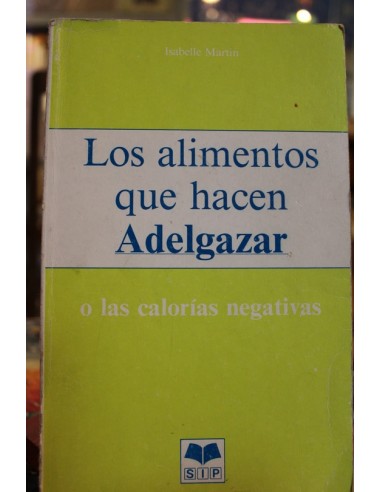 Isabelle Martin
Los alimentos
que hacen
Adelgazar
o las calorías negativas
SIP